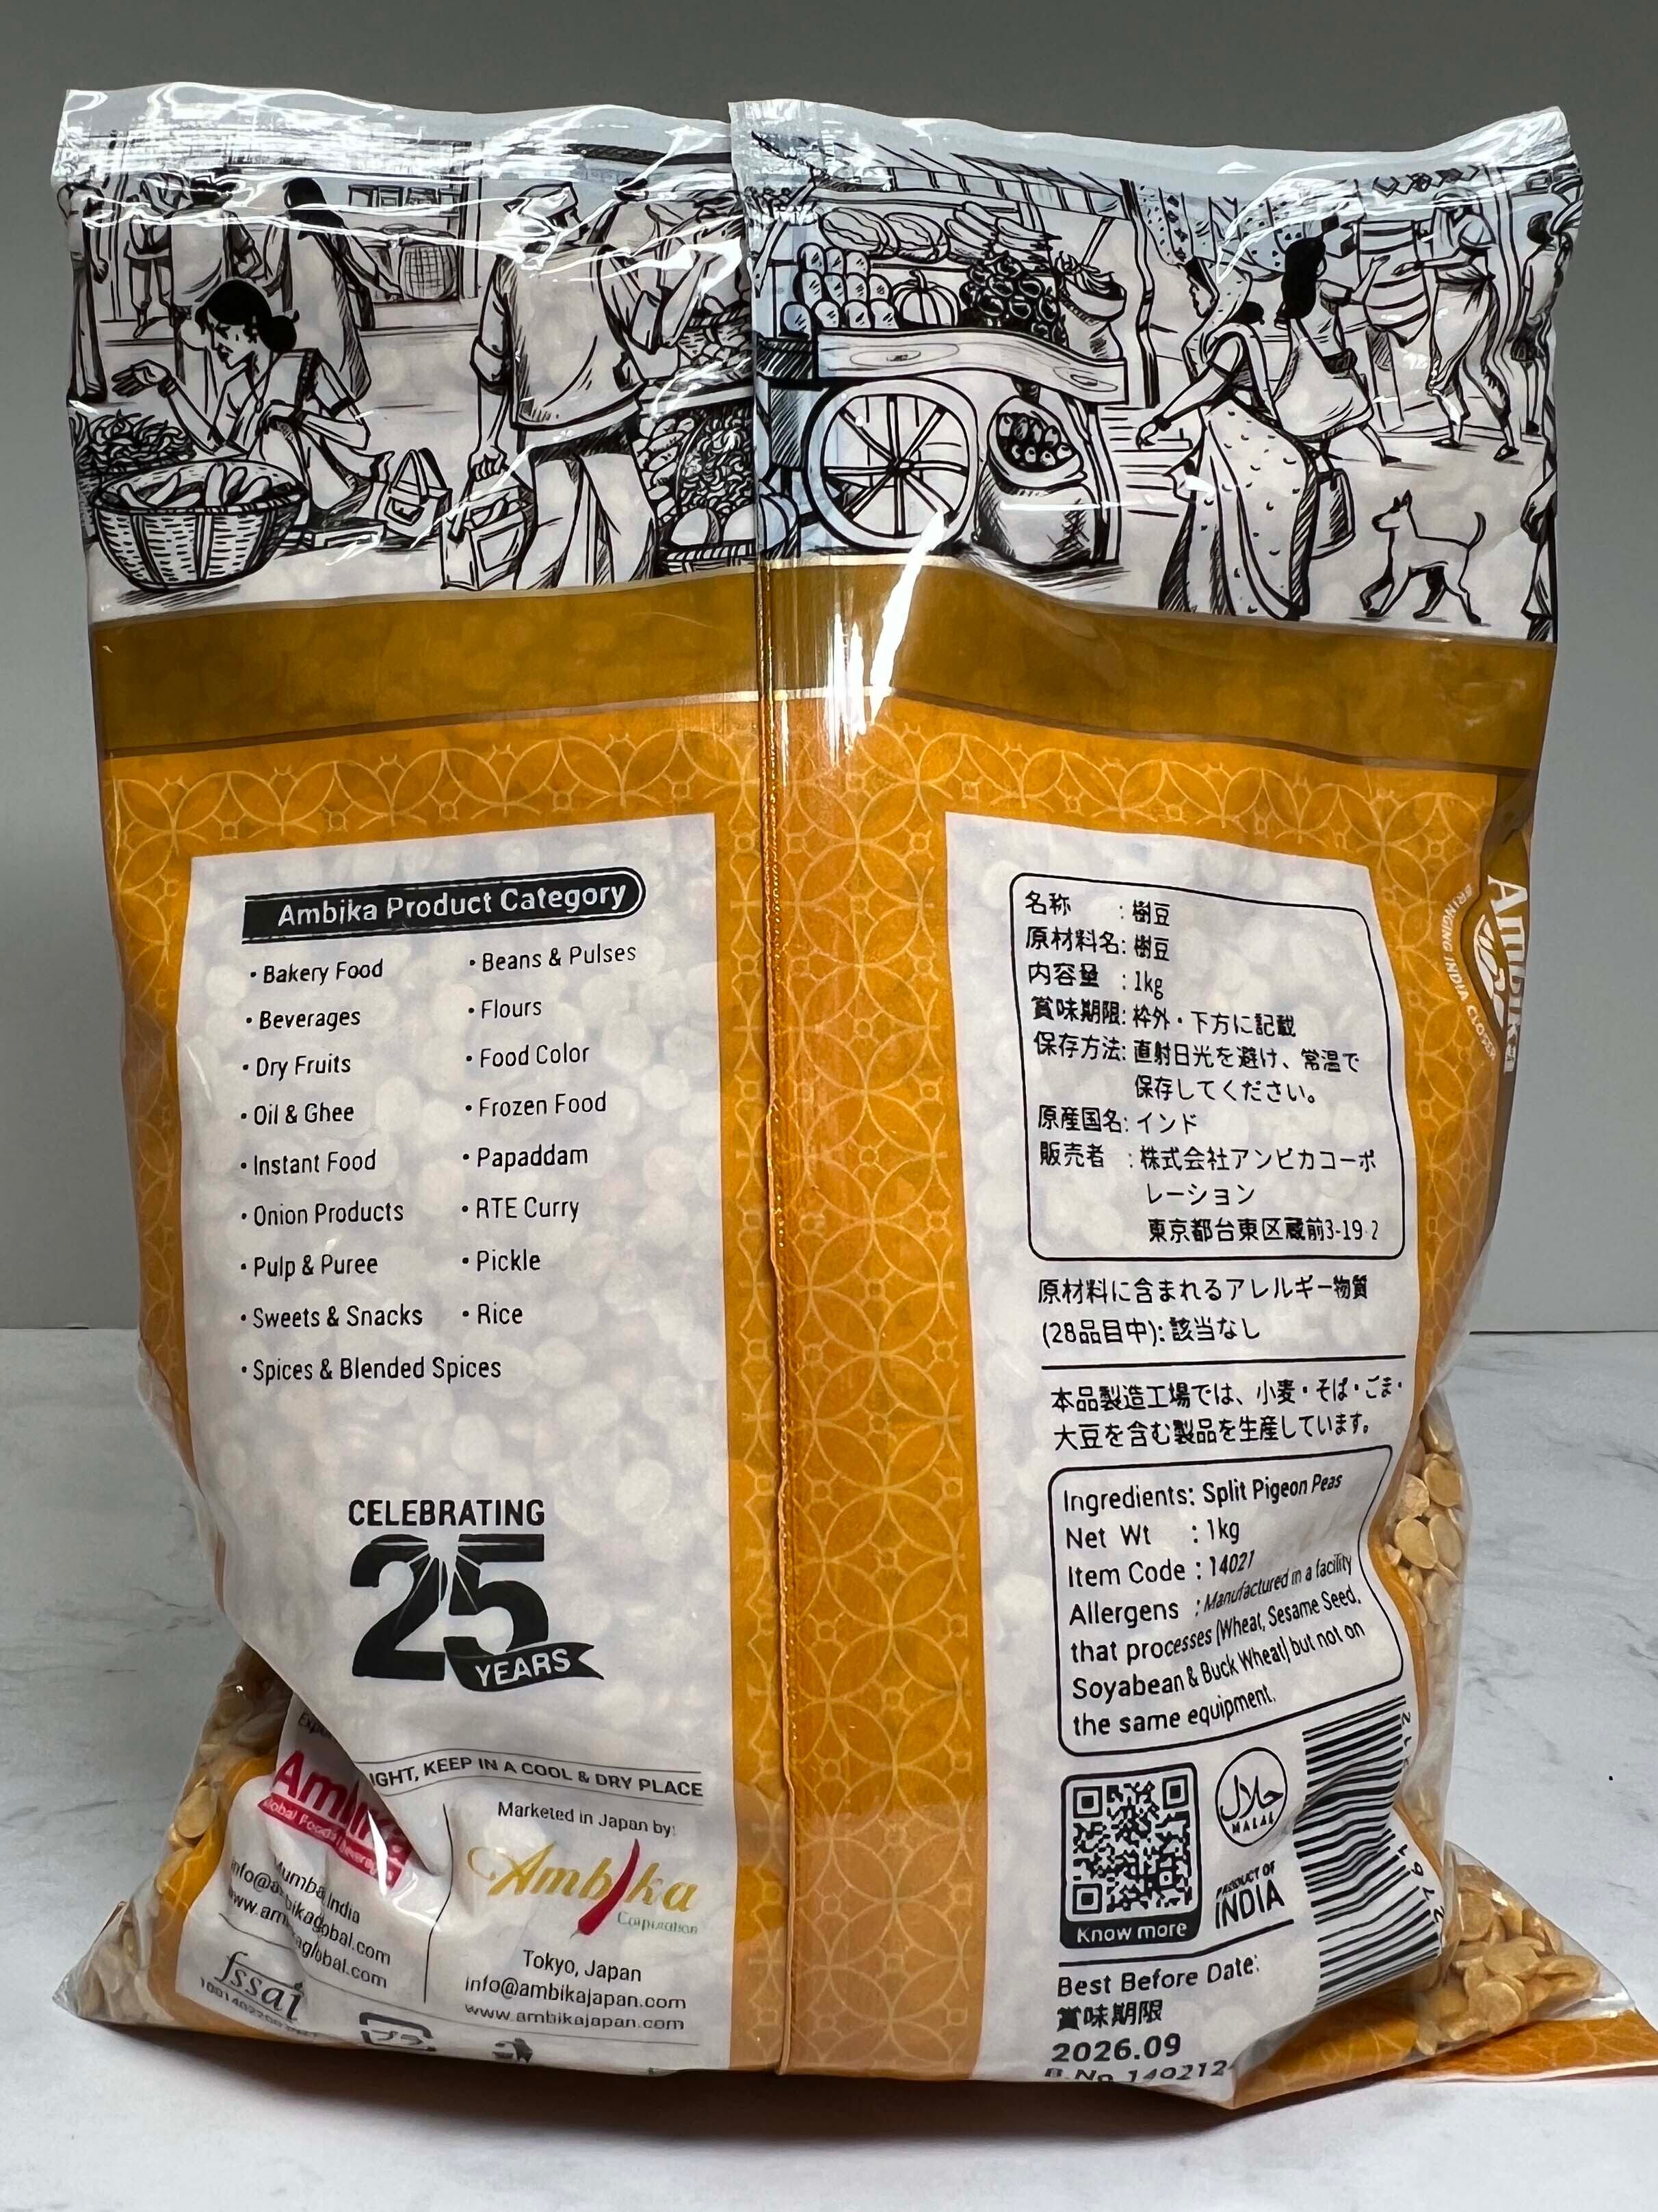 Ambika Product Category
• Bakery Food
• Beverages
• Dry Fruits
• Oil & Ghee
• Instant Food
• Onion Products
• Pulp & Puree
• Sweets & Snacks
• Spices & Blended Spices
• Beans & Pulses
• Flours
• Food Color
• Frozen Food
• Papaddam
• RTE Curry
• Pickle
• Rice
CELEBRATING
25
YEARS
KEEP IN A COOL & DRY PLACE
Mumbai India
fssai
Marketed in Japan by:
Ambika
Corporation
Tokyo, Japan
info@ambikajapan.com
www.ambikajapan.com
プラ
名称 : 樹豆
原材料名: 樹豆
内容量 : 1kg
賞味期限: 枠外・下方に記載
保存方法: 直射日光を避け、常温で
保存してください。
原産国名: インド
販売者 : 株式会社アンビカコーポ
レーション
東京都台東区蔵前3-19-2
原材料に含まれるアレルギー物質
(28品目中): 該当なし
本品製造工場では、小麦・そば・ごま・
大豆を含む製品を生産しています。
Ingredients: Split Pigeon Peas
Net Wt : 1kg
Item Code : 14021
Allergens : Manufactured in a facility
that processes (Wheat, Sesame Seed,
Soyabean & Buck Wheat) but not on
the same equipment.
Know more
حلال
HALAL
PRODUCT OF
INDIA
Best Before Date:
賞味期限
2026.09
B.No 140212
Ambika
BRINGING INDIA CLOSER